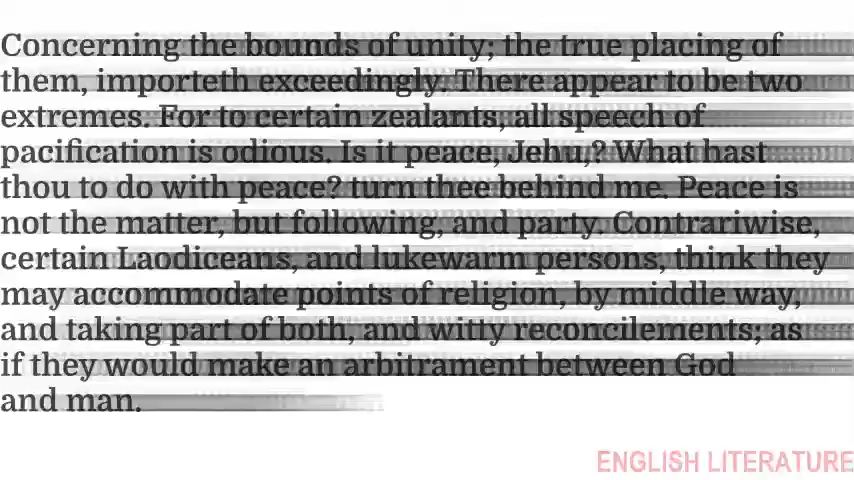 Concerning the bounds of unity; the true placing of
them, importeth exceedingly. There appear to be two
extremes. For to certain zealants, all speech of
pacification is odious. Is it peace, Jehu,? What hast
thou to do with peace? turn thee behind me. Peace is
not the matter, but following, and party. Contrariwise,
certain Laodiceans, and lukewarm persons, think they
may accommodate points of religion, by middle way,
and taking part of both, and witty reconcilements; as
if they would make an arbitrament between God
and man.
ENGLISH LITERATURE